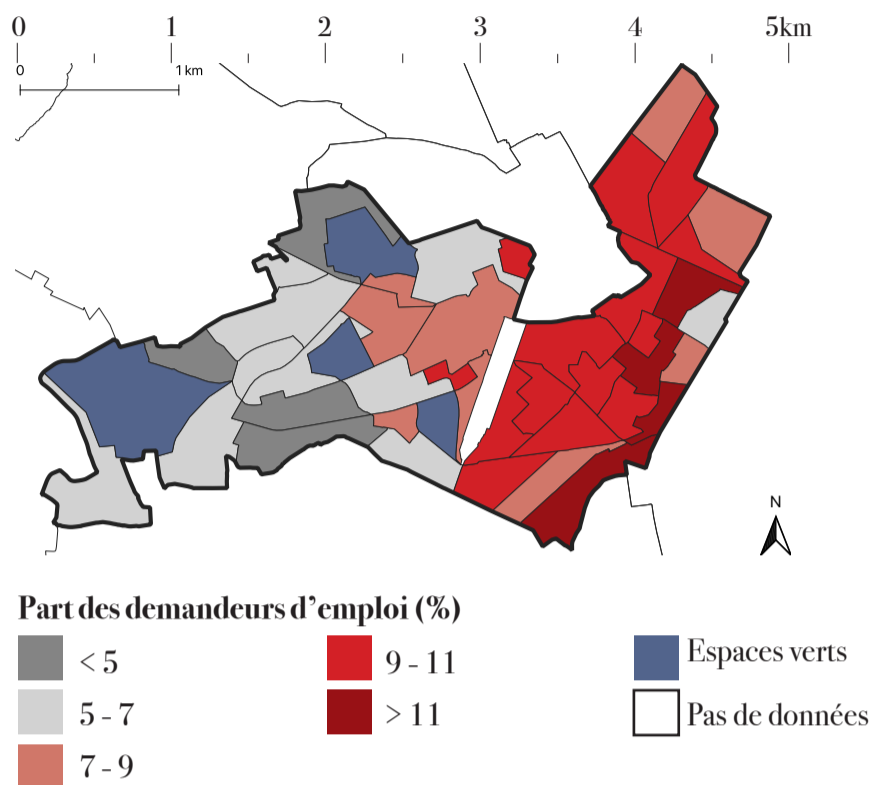 0 1 2 3 4 5km
0 1 km
N
Part des demandeurs d'emploi (%)
< 5 9 - 11 Espaces verts
5 - 7 > 11 Pas de données
7 - 9